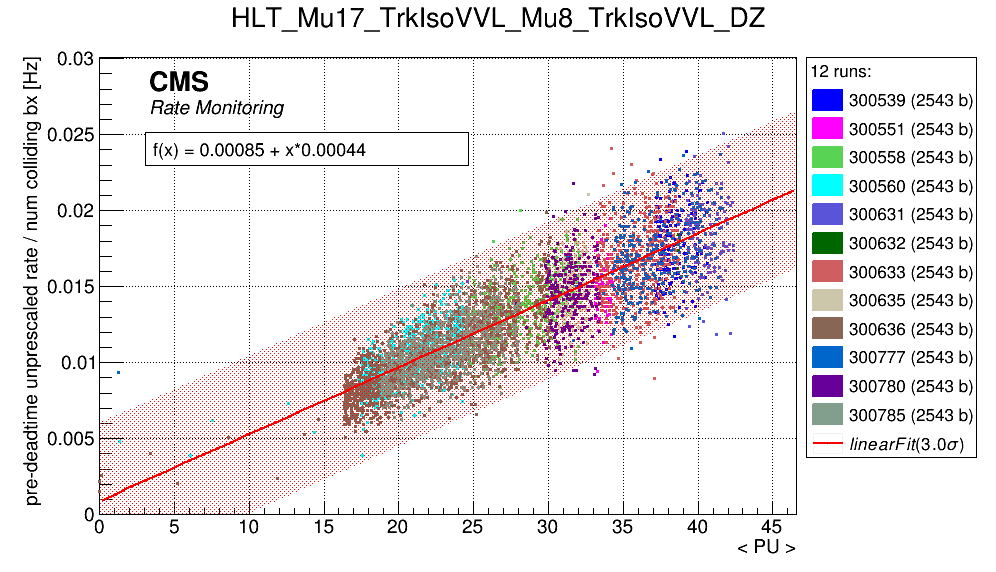 HLT_Mu17_TrkIsoVVL_Mu8_TrkIsoVVL_DZ
pre-deadtime unprescaled rate / num colliding bx [Hz]
0.03
0.025
0.02
0.015
0.01
0.005
0
CMS
Rate Monitoring
f(x) = 0.00085 + x*0.00044
0 5 10 15 20 25 30 35 40 45
< PU >
12 runs:
300539 (2543 b)
300551 (2543 b)
300558 (2543 b)
300560 (2543 b)
300631 (2543 b)
300632 (2543 b)
300633 (2543 b)
300635 (2543 b)
300636 (2543 b)
300777 (2543 b)
300780 (2543 b)
300785 (2543 b)
linearFit(3.0σ)